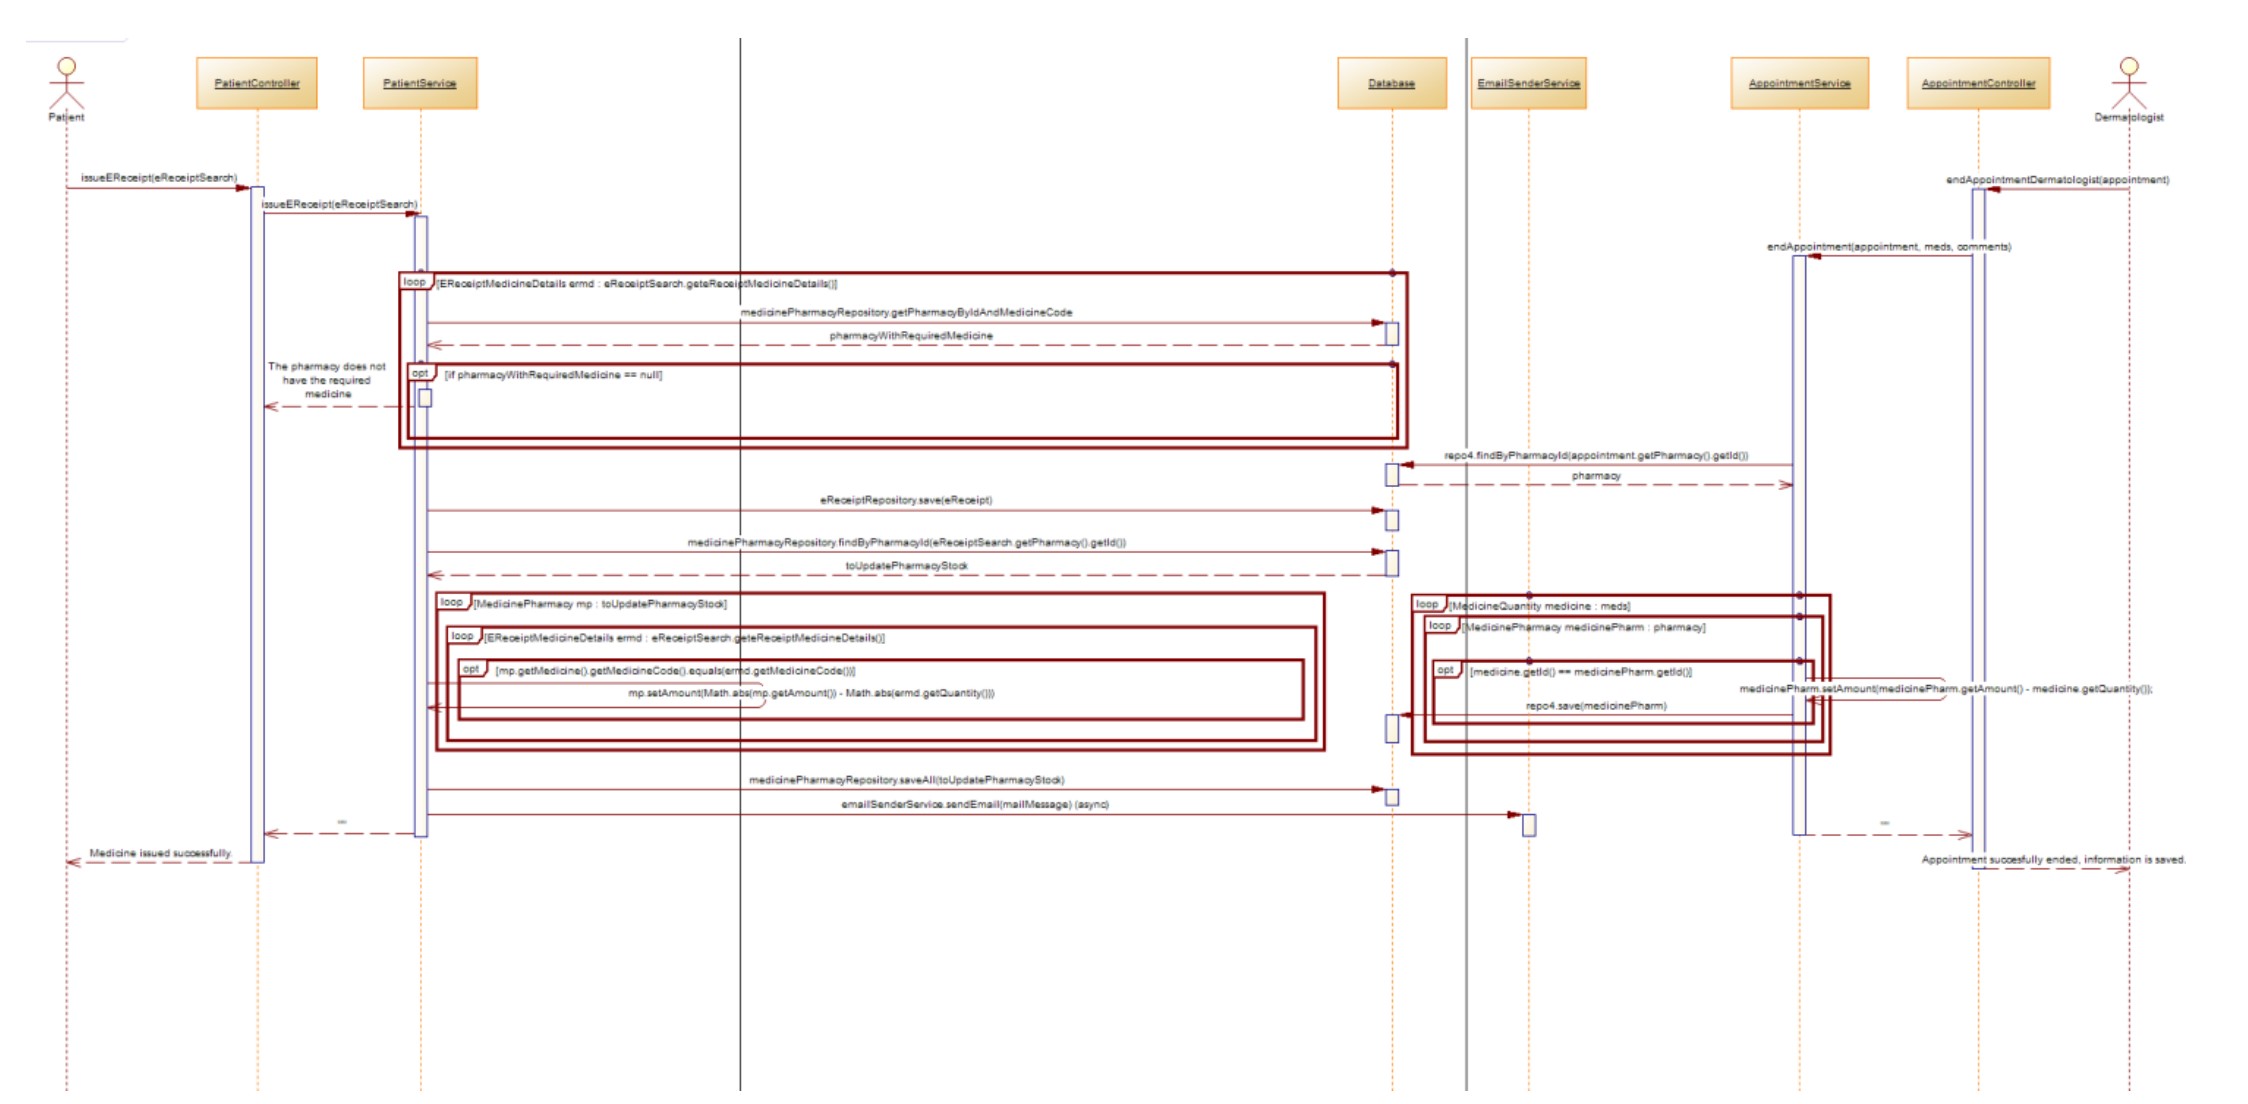 Patient
PatientController
PatientService
Database
EmailSenderService
AppointmentService
AppointmentController
Dermatologist
issueEReceipt(eReceiptSearch)
endAppointmentDermatologist(appointment)
issueEReceipt(eReceiptSearch)
endAppointment(appointment, meds, comments)
loop
[EReceiptMedicineDetails ermd : eReceiptSearch.geteReceiptMedicineDetails()]
medicinePharmacyRepository.getPharmacyByIdAndMedicineCode
pharmacyWithRequiredMedicine
The pharmacy does not
have the required
medicine
opt
[if pharmacyWithRequiredMedicine == null]
repo4.findByPharmacyId(appointment.getPharmacy().getId())
pharmacy
eReceiptRepository.save(eReceipt)
medicinePharmacyRepository.findByPharmacyId(eReceiptSearch.getPharmacy().getId())
toUpdatePharmacyStock
loop
[MedicinePharmacy mp : toUpdatePharmacyStock]
loop
[MedicineQuantity medicine : meds]
loop
[EReceiptMedicineDetails ermd : eReceiptSearch.geteReceiptMedicineDetails()]
loop
[MedicinePharmacy medicinePharm : pharmacy]
opt
[mp.getMedicine().getMedicineCode().equals(ermd.getMedicineCode())]
opt
[medicine.getId() == medicinePharm.getId()]
mp.setAmount(Math.abs(mp.getAmount()) - Math.abs(ermd.getQuantity()))
medicinePharm.setAmount(medicinePharm.getAmount() - medicine.getQuantity());
repo4.save(medicinePharm)
medicinePharmacyRepository.saveAll(toUpdatePharmacyStock)
emailSenderService.sendEmail(mailMessage) (async)
Medicine issued successfully.
Appointment succesfully ended, information is saved.